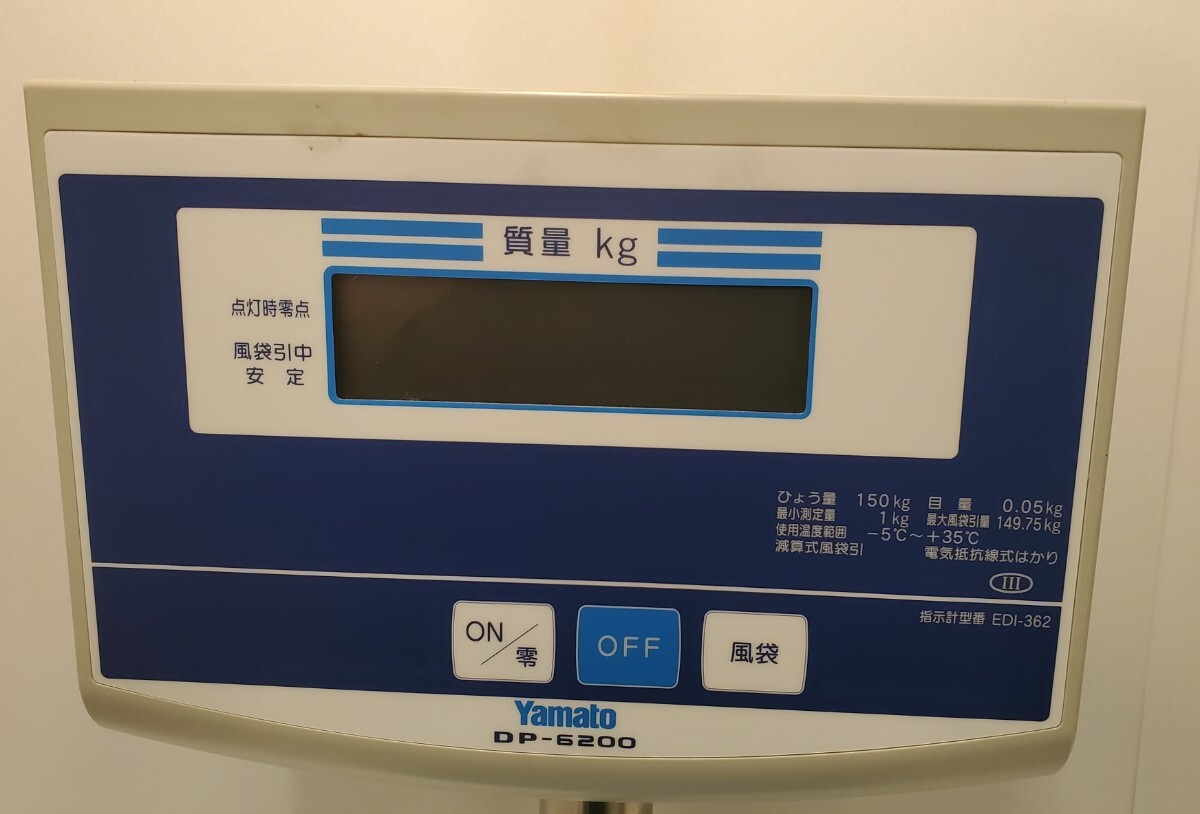 質量 kg
点灯時零点
風袋引中
安 定
ひょう量 150kg 目 量 0.05kg
最小測定量 1kg 最大風袋引量 149.75kg
使用温度範囲 −5℃〜+35℃
減算式風袋引 電気抵抗線式はかり
III
指示計型番 EDI-362
ON/零 OFF 風袋
Yamato
DP-6200